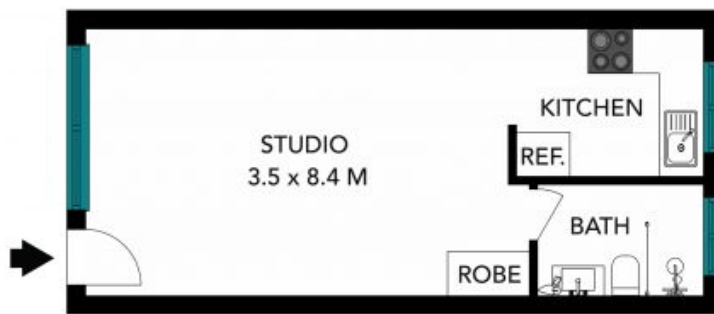 KITCHEN
STUDIO
3.5 x 8.4 M
REF.
BATH
ROBE